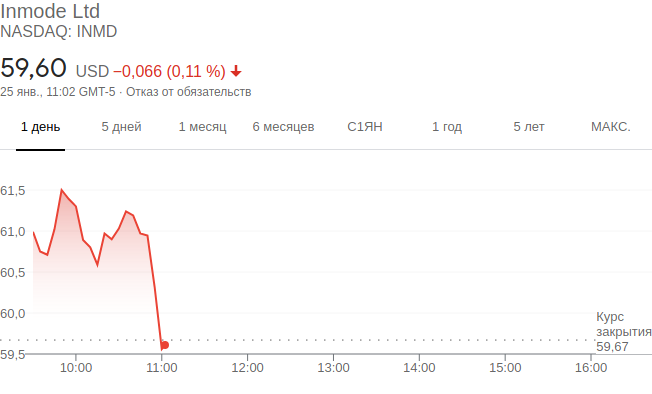 Inmode Ltd
NASDAQ: INMD
59,60 USD −0,066 (0,11 %)
25 янв., 11:02 GMT-5 · Отказ от обязательств
1 день 5 дней 1 месяц 6 месяцев С1ЯН 1 год 5 лет МАКС.
61,5
61,0
60,5
60,0
Курс
закрытия
59,67
59,5
10:00 11:00 12:00 13:00 14:00 15:00 16:00